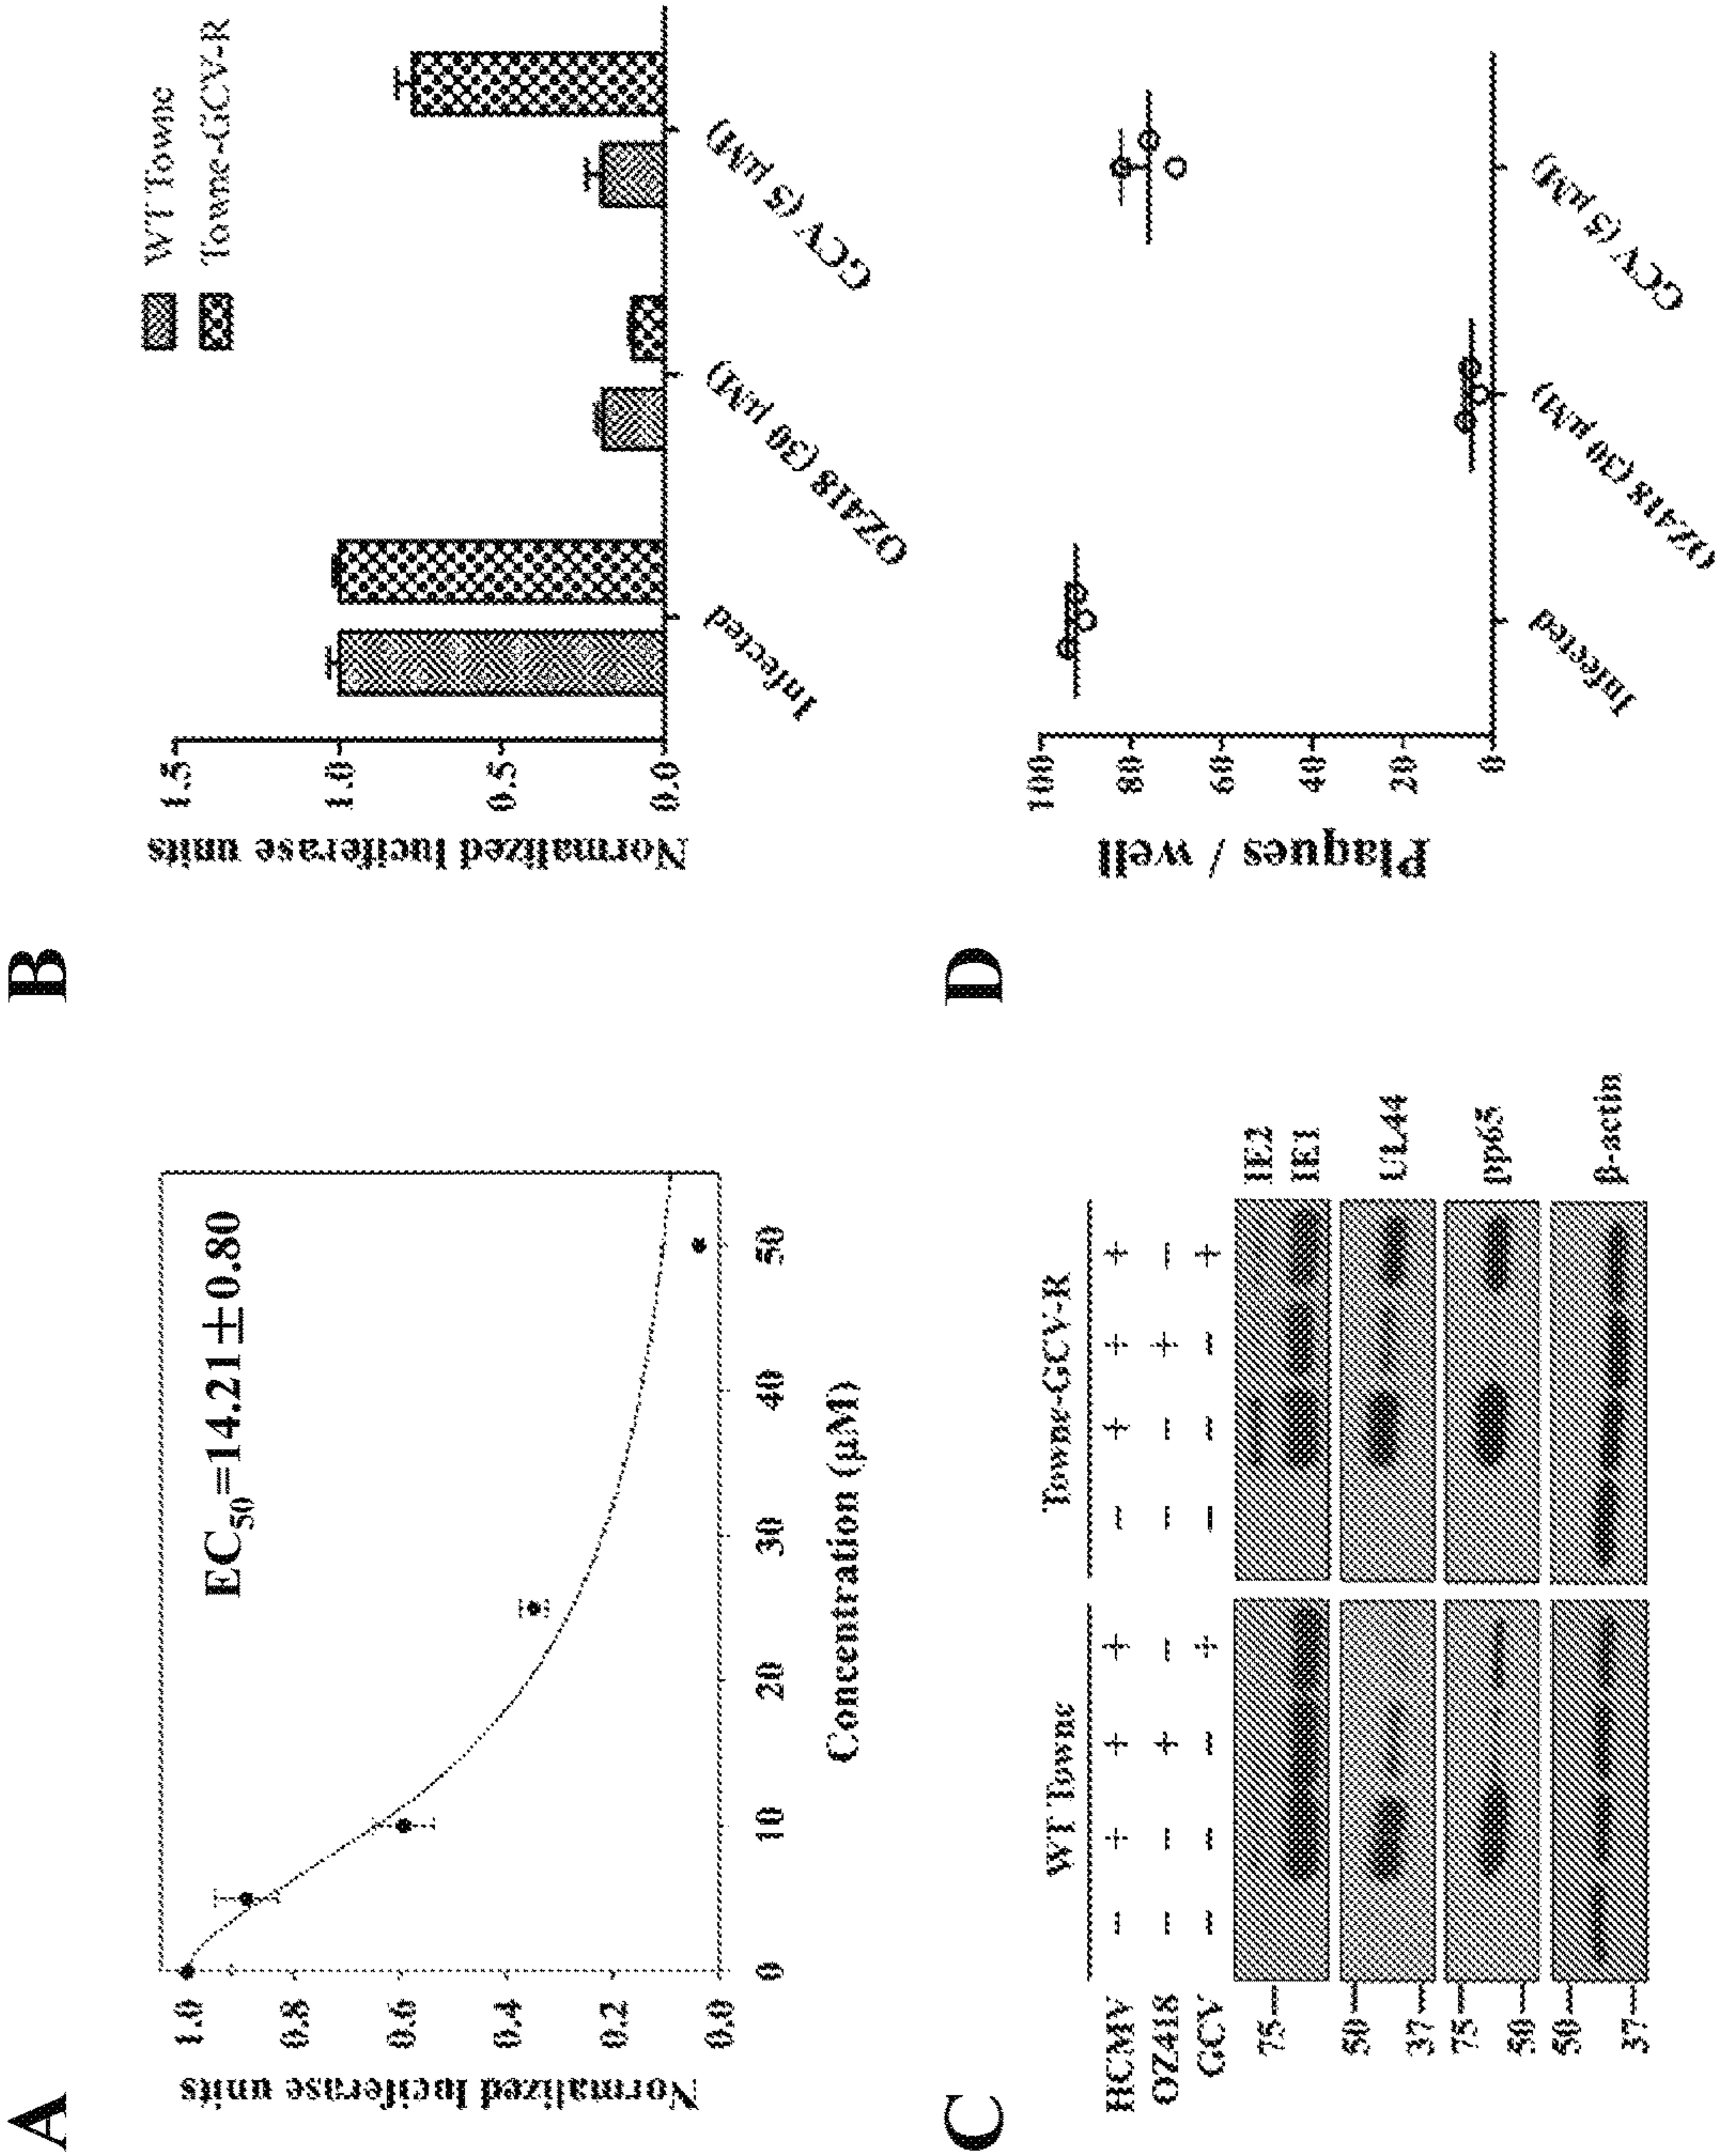 A
Normalized luciferase units
1.0
0.8
0.6
0.4
0.2
0.0
EC50=14.21±0.80
0 10 20 30 40 50
Concentration (µM)
B
Normalized luciferase units
1.5
1.0
0.5
0.0
WT Towne
Towne-GCV-R
Infected
OZ418 (30 µM)
GCV (5 µM)
C
WT Towne Towne-GCV-R
HCMV − + + + − + + +
OZ418 − − + − − − + −
GCV − − − + − − − +
75
IE2
IE1
50
37
UL44
75
50
pp65
50
37
β-actin
D
Plaques / well
100
80
60
40
20
0
Infected
OZ418 (30 µM)
GCV (5 µM)